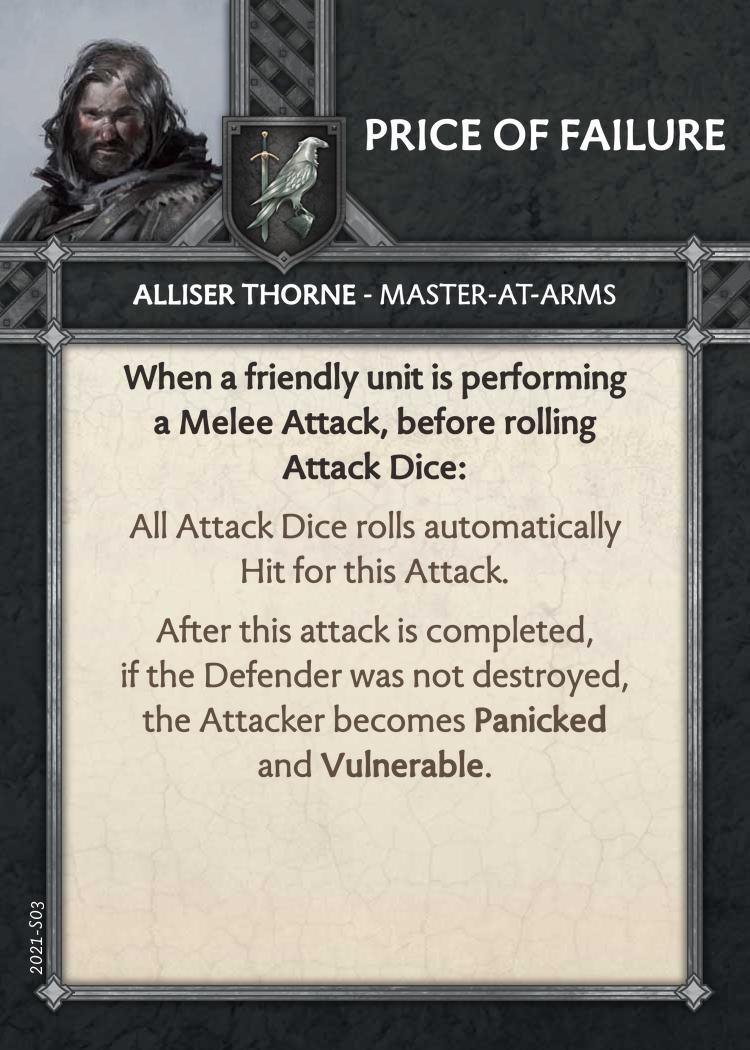 PRICE OF FAILURE
ALLISER THORNE - MASTER-AT-ARMS
When a friendly unit is performing
a Melee Attack, before rolling
Attack Dice:
All Attack Dice rolls automatically
Hit for this Attack.
After this attack is completed,
if the Defender was not destroyed,
the Attacker becomes Panicked
and Vulnerable.
2021-S03